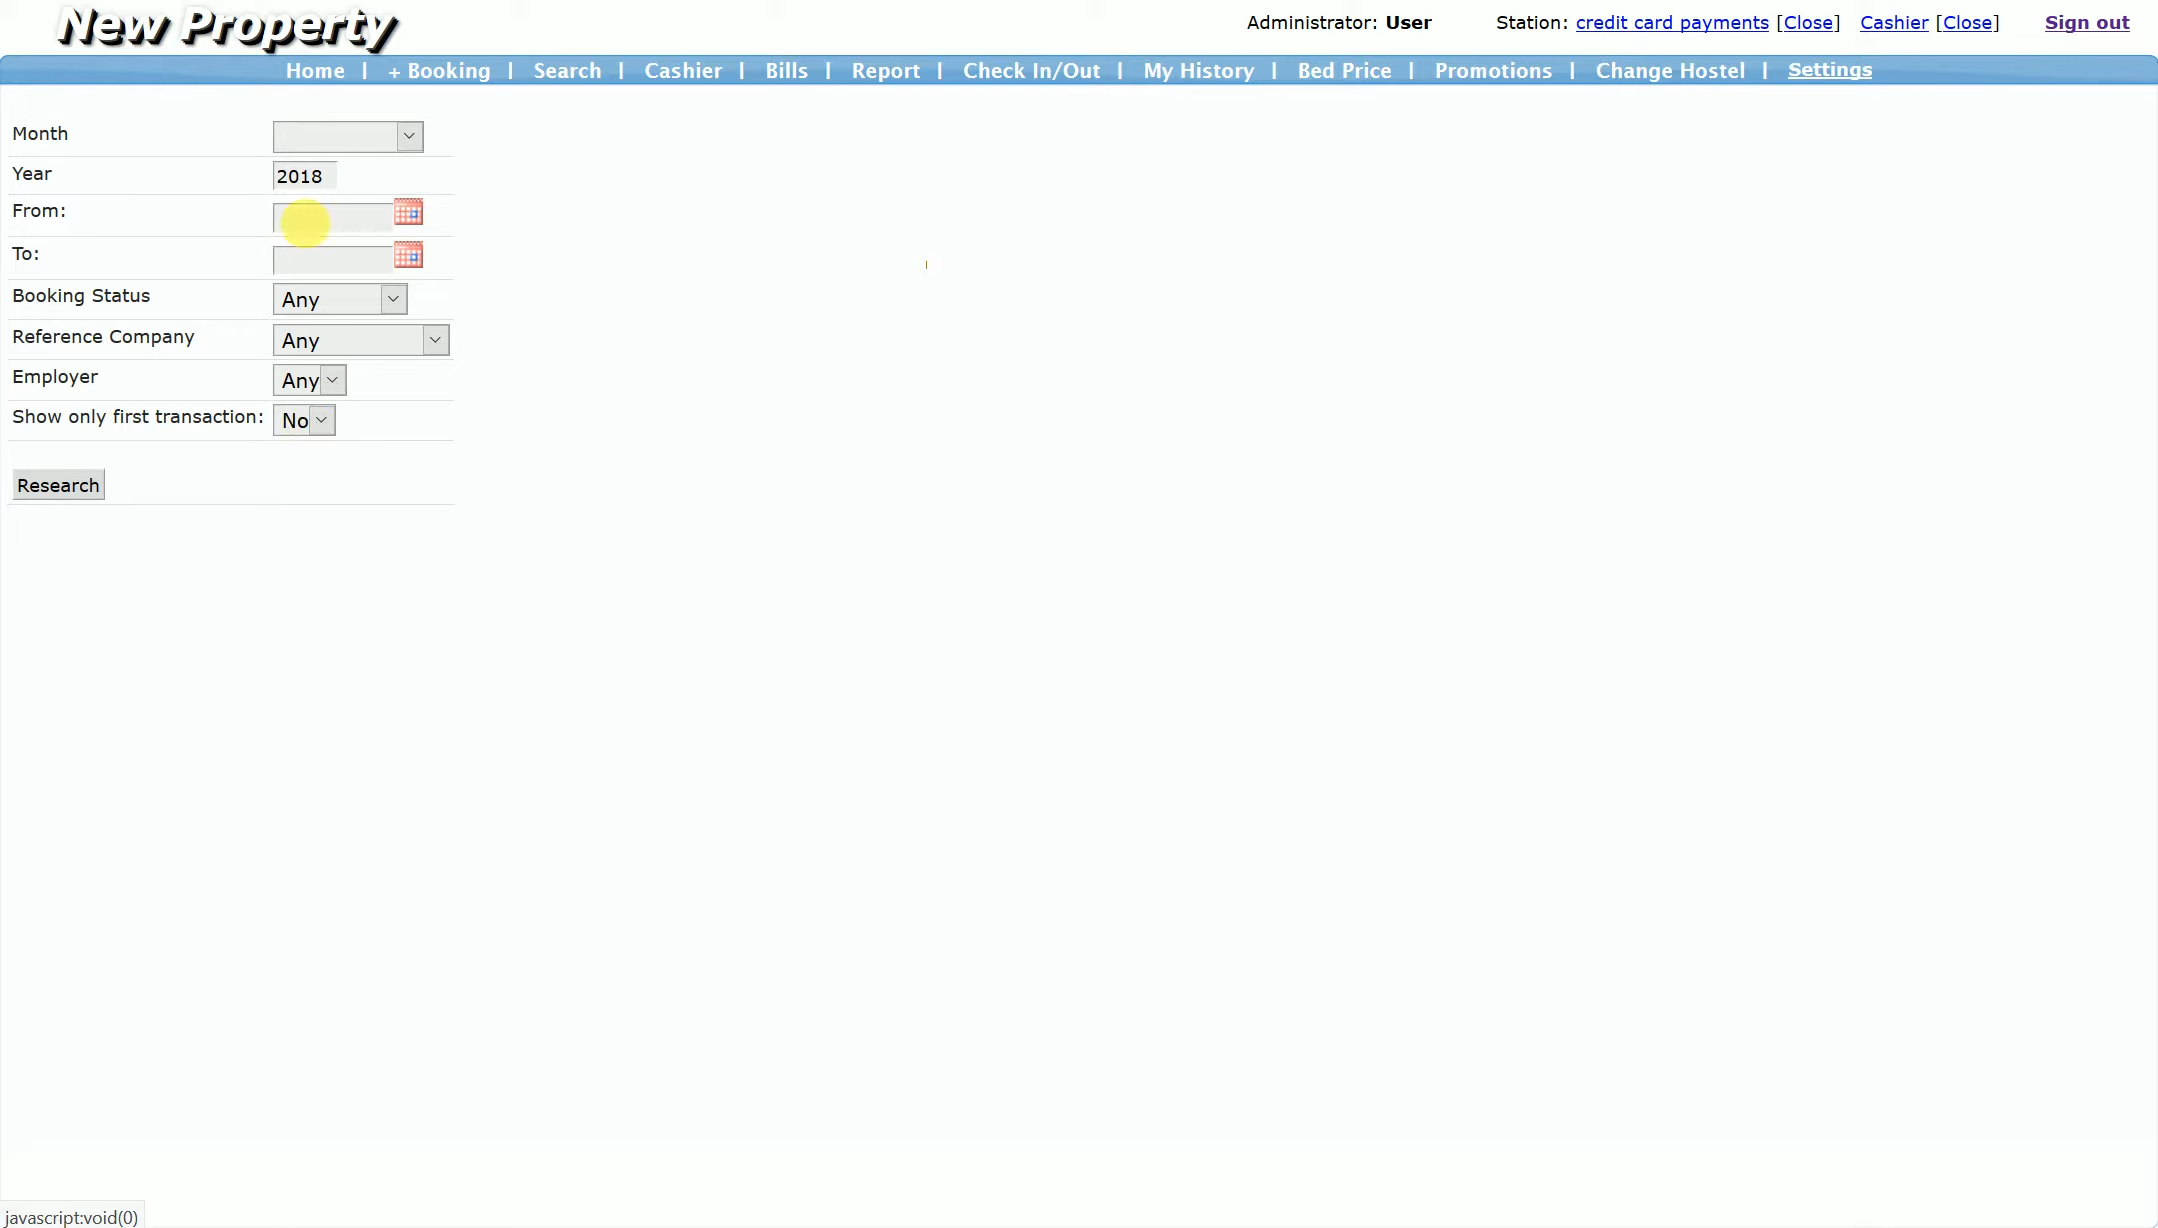 New Property
Administrator: User Station: credit card payments [Close] Cashier [Close] Sign out
Home | + Booking | Search | Cashier | Bills | Report | Check In/Out | My History | Bed Price | Promotions | Change Hostel | Settings
Month
Year 2018
From:
To:
Booking Status Any
Reference Company Any
Employer Any
Show only first transaction: No
Research
javascript:void(0)